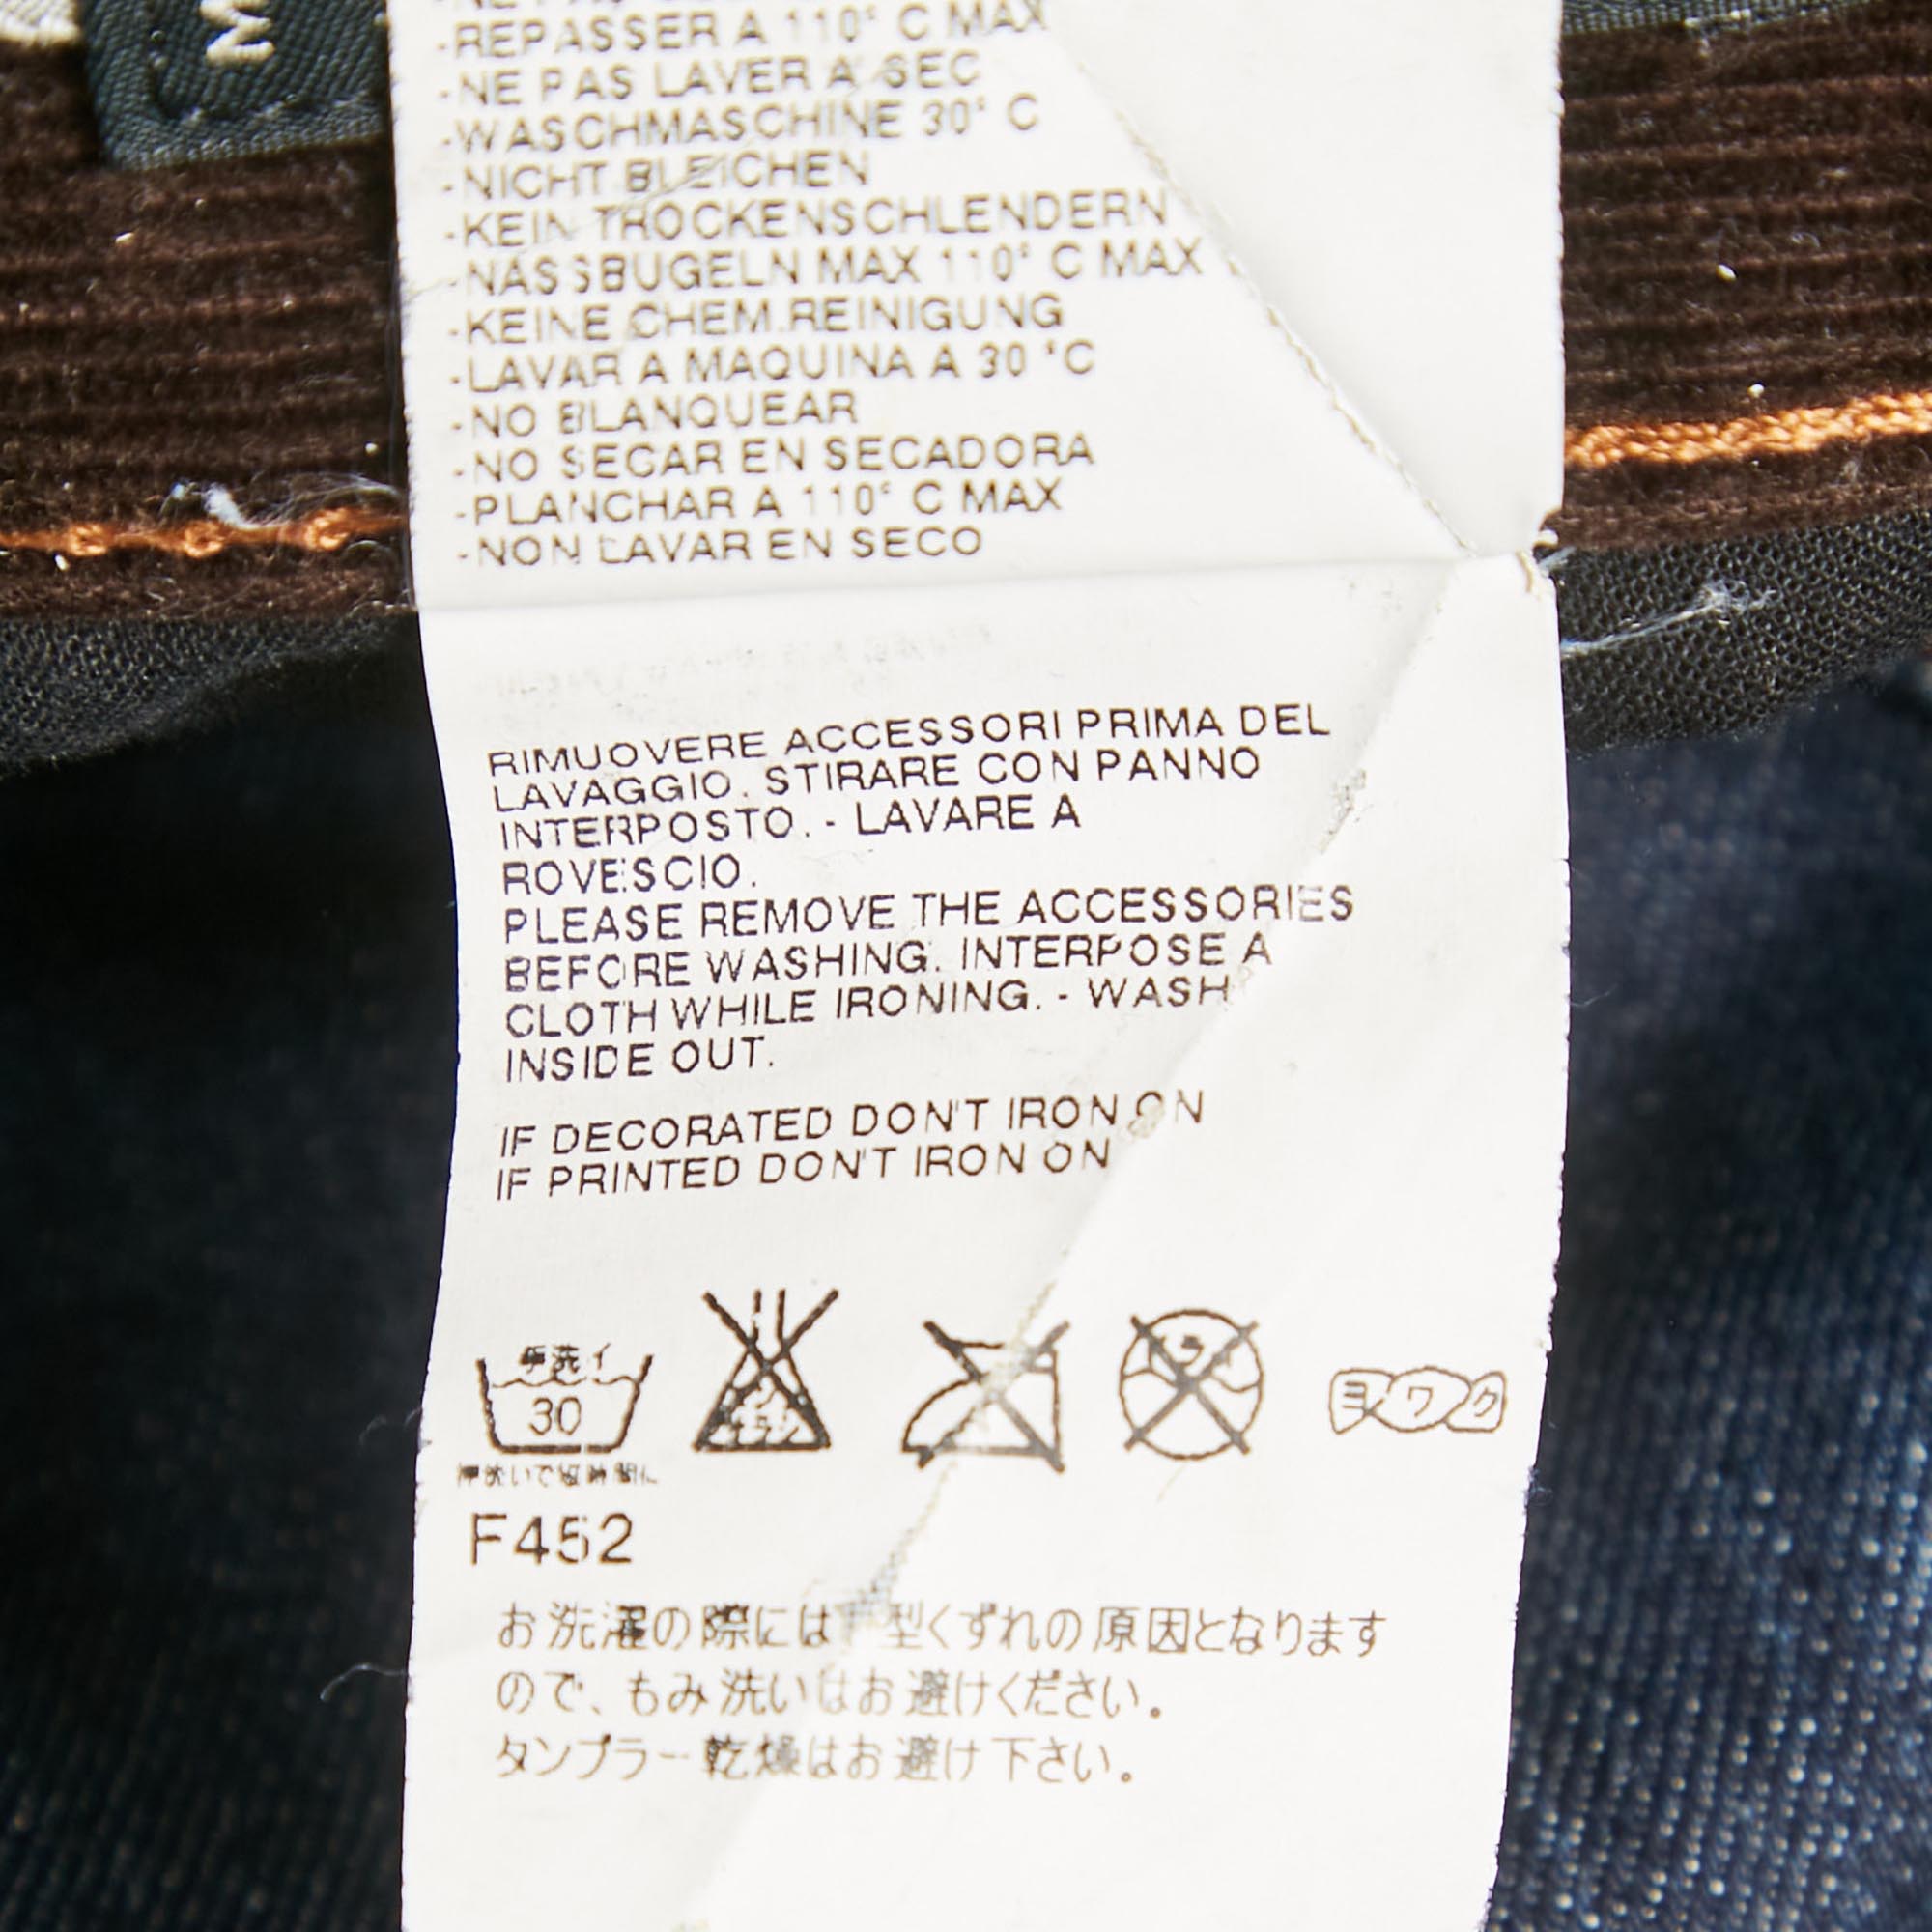 M
-REPASSER A 110° C MAX
-NE PAS LAVER A SEC
-WASCHMASCHINE 30° C
-NICHT BLEICHEN
-KEIN TROCKENSCHLENDERN
-NASSBUGELN MAX 110° C MAX
-KEINE CHEM.REINIGUNG
-LAVAR A MAQUINA A 30 °C
-NO BLANQUEAR
-NO SECAR EN SECADORA
-PLANCHAR A 110° C MAX
-NON LAVAR EN SECO
RIMUOVERE ACCESSORI PRIMA DEL
LAVAGGIO. STIRARE CON PANNO
INTERPOSTO. - LAVARE A
ROVESCIO.
PLEASE REMOVE THE ACCESSORIES
BEFORE WASHING. INTERPOSE A
CLOTH WHILE IRONING. - WASH
INSIDE OUT.
IF DECORATED DON'T IRON ON
IF PRINTED DON'T IRON ON
手洗イ
30
ヨワク
F452
お洗濯の際には 型くずれの原因となります
ので、もみ洗いはお避けください。
タンブラー乾燥はお避け下さい。